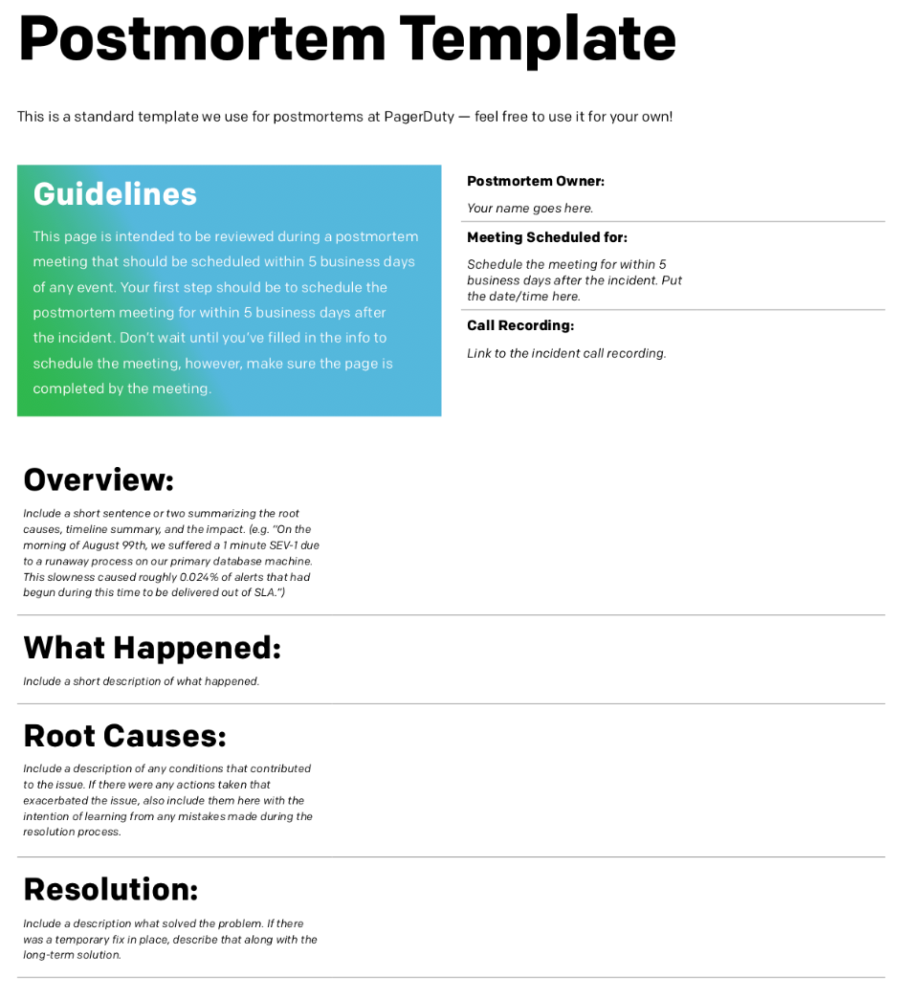 Postmortem Template
This is a standard template we use for postmortems at PagerDuty — feel free to use it for your own!
Guidelines
This page is intended to be reviewed during a postmortem
meeting that should be scheduled within 5 business days
of any event. Your first step should be to schedule the
postmortem meeting for within 5 business days after
the incident. Don’t wait until you’ve filled in the info to
schedule the meeting, however, make sure the page is
completed by the meeting.
Postmortem Owner:
Your name goes here.
Meeting Scheduled for:
Schedule the meeting for within 5
business days after the incident. Put
the date/time here.
Call Recording:
Link to the incident call recording.
Overview:
Include a short sentence or two summarizing the root
causes, timeline summary, and the impact. (e.g. “On the
morning of August 99th, we suffered a 1 minute SEV-1 due
to a runaway process on our primary database machine.
This slowness caused roughly 0.024% of alerts that had
begun during this time to be delivered out of SLA.”)
What Happened:
Include a short description of what happened.
Root Causes:
Include a description of any conditions that contributed
to the issue. If there were any actions taken that
exacerbated the issue, also include them here with the
intention of learning from any mistakes made during the
resolution process.
Resolution:
Include a description what solved the problem. If there
was a temporary fix in place, describe that along with the
long-term solution.